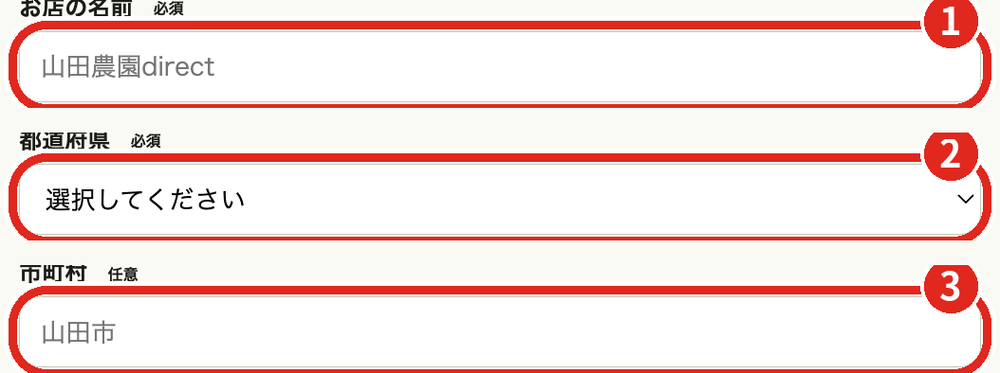 お店の名前 必須
1
山田農園direct
都道府県 必須
2
選択してください
市町村 任意
3
山田市